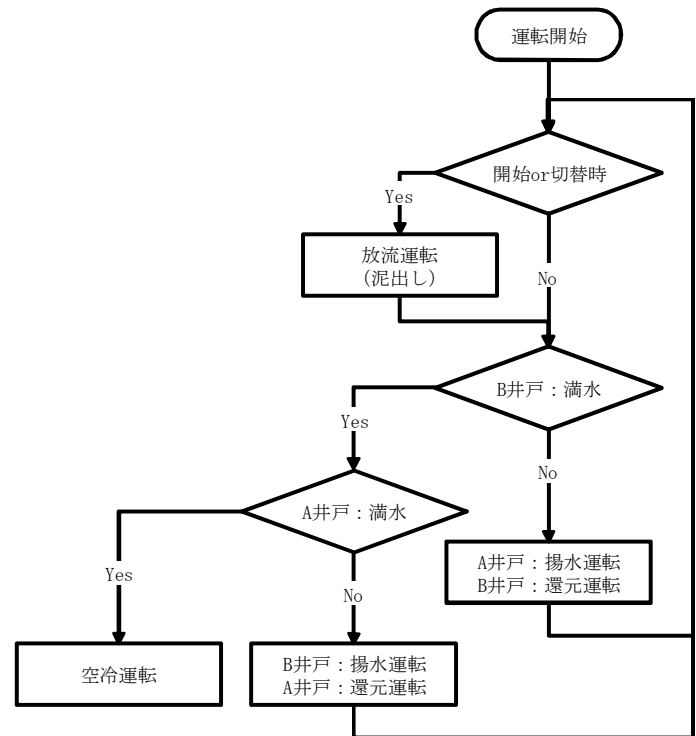 運転開始
開始or切替時
Yes
放流運転
(泥出し)
No
B井戸：満水
Yes
No
A井戸：満水
A井戸：揚水運転
B井戸：還元運転
Yes
No
空冷運転
B井戸：揚水運転
A井戸：還元運転